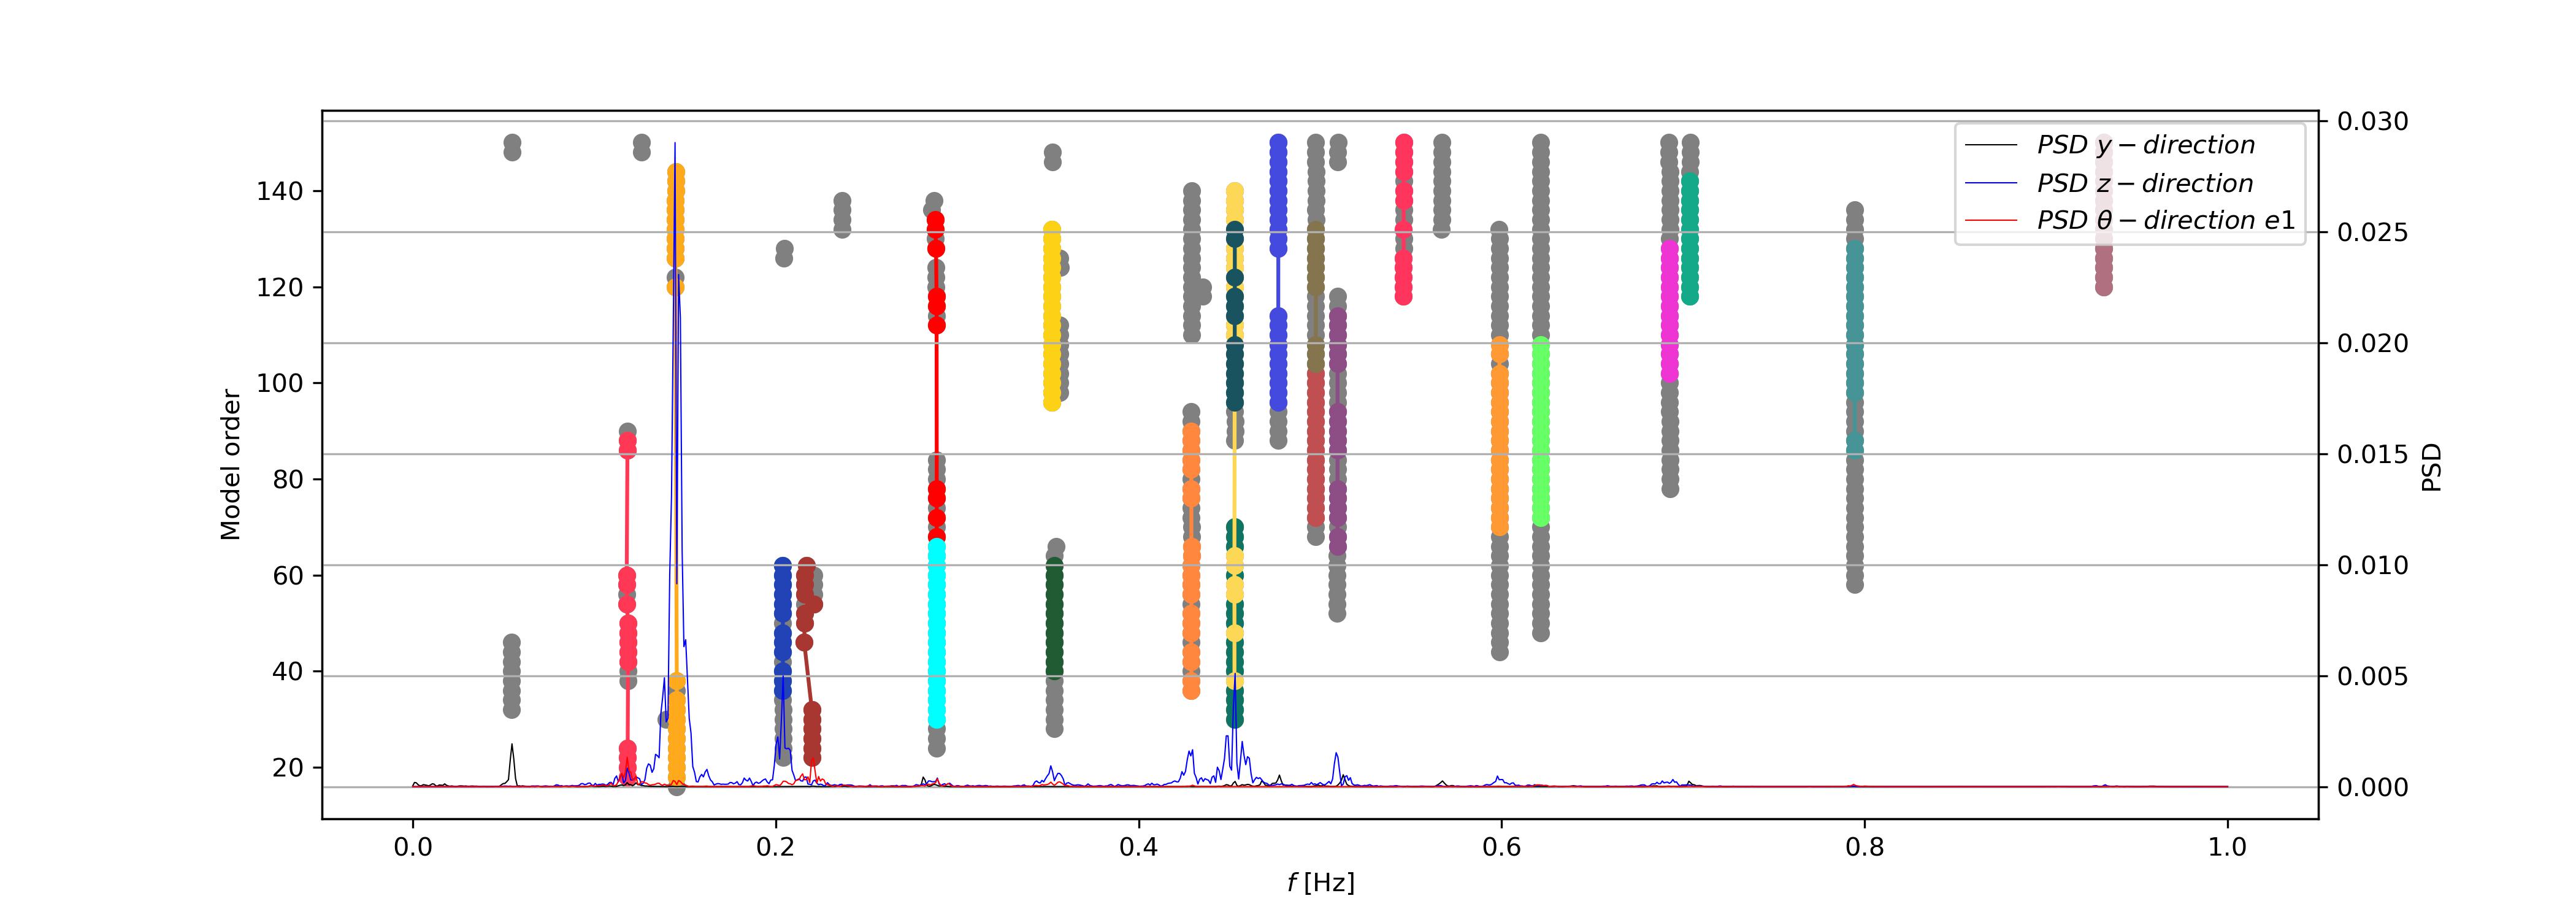 PSD y − direction
PSD z − direction
PSD θ − direction e1
Model order
140
120
100
80
60
40
20
0.030
0.025
0.020
0.015
0.010
0.005
0.000
PSD
0.0 0.2 0.4 0.6 0.8 1.0
f [Hz]